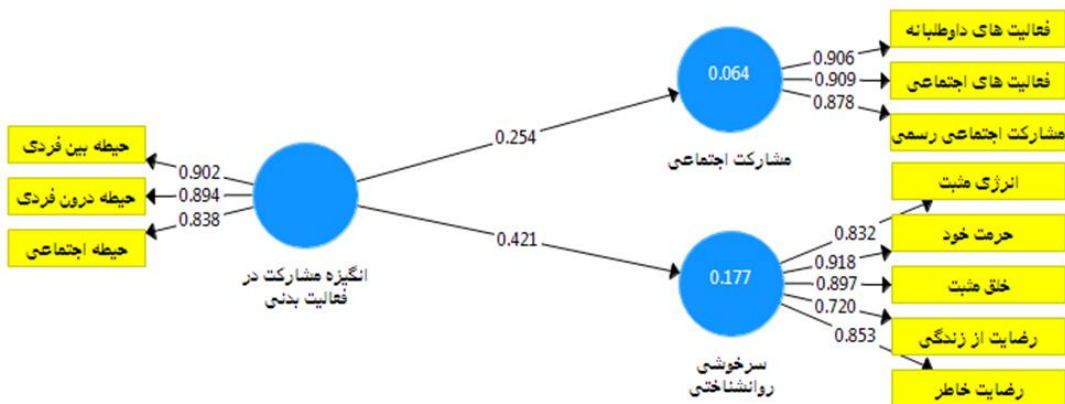 فعالیت های داوطلبانه
0.906
0.064
0.909
فعالیت های اجتماعی
0.878
مشارکت اجتماعی رسمی
مشارکت اجتماعی
0.254
حیطه بین فردی
0.902
حیطه درون فردی
0.894
0.838
حیطه اجتماعی
انگیزه مشارکت در
فعالیت بدنی
0.421
انرژی مثبت
0.832
حرمت خود
0.918
0.177
0.897
خلق مثبت
0.720
رضایت از زندگی
0.853
رضایت خاطر
سرخوشی
روانشناختی